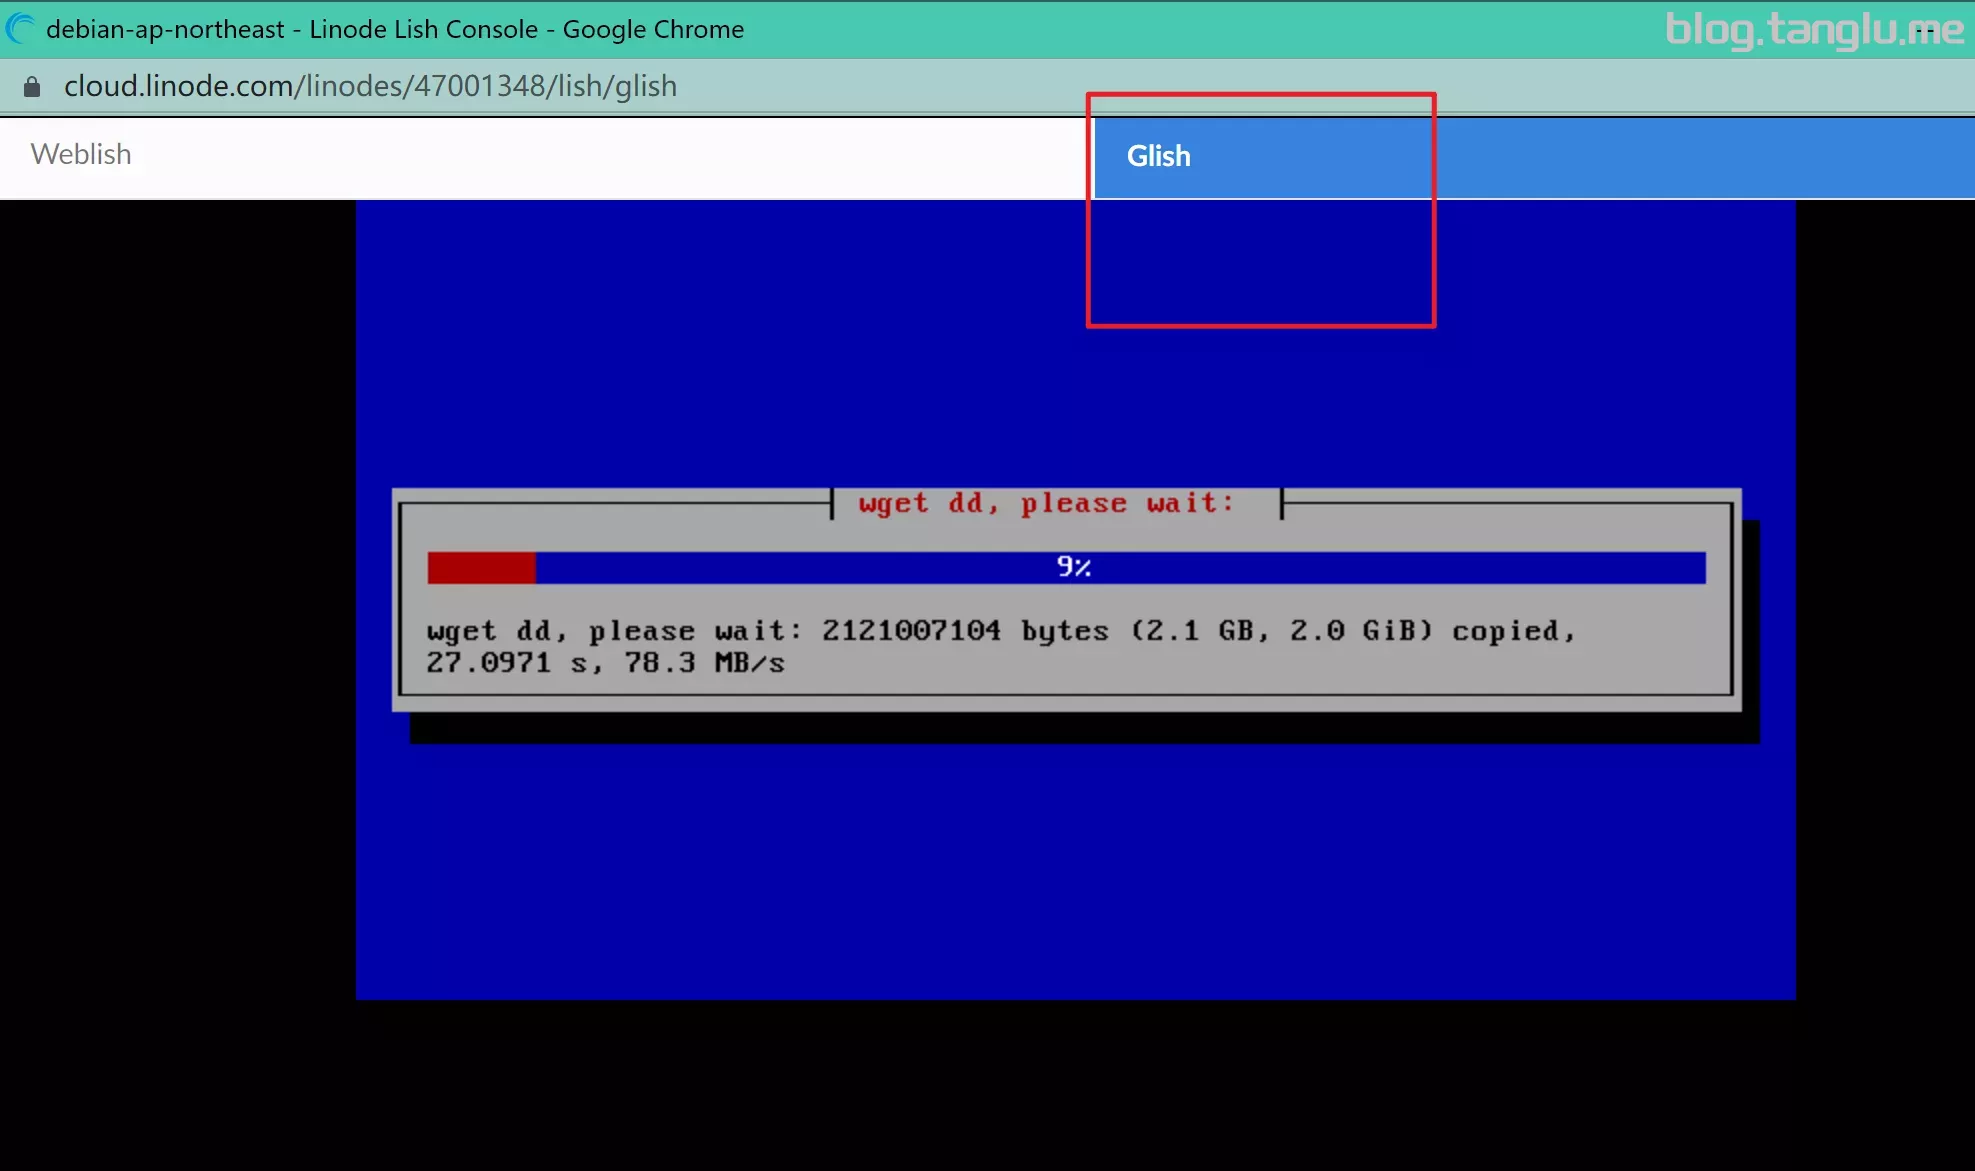 debian-ap-northeast - Linode Lish Console - Google Chrome
blog.tanglu.me
cloud.linode.com/linodes/47001348/lish/glish
Weblish
Glish
wget dd, please wait:
9%
wget dd, please wait: 2121007104 bytes (2.1 GB, 2.0 GiB) copied,
27.0971 s, 78.3 MB/s